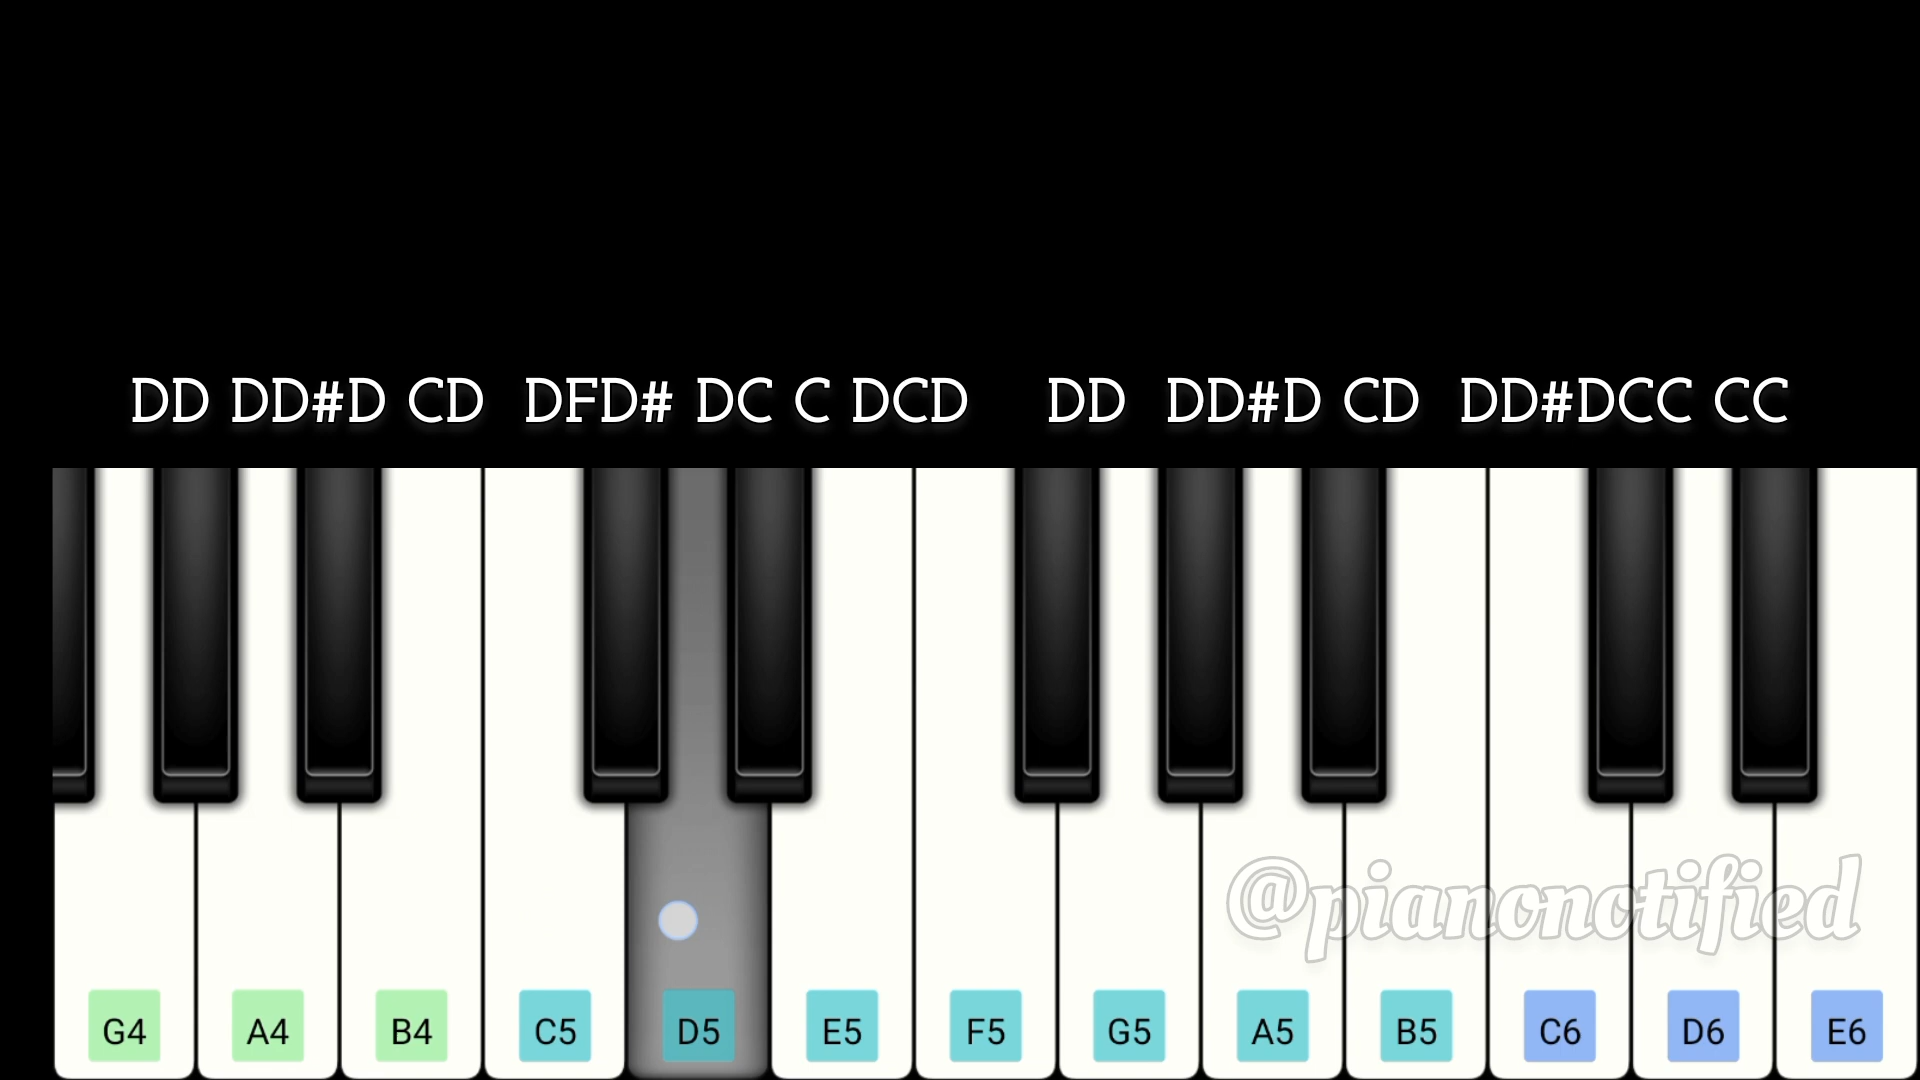 DD DD#D CD DFD# DC C DCD DD DD#D CD DD#DCC CC
@pianonotified
G4 A4 B4 C5 D5 E5 F5 G5 A5 B5 C6 D6 E6